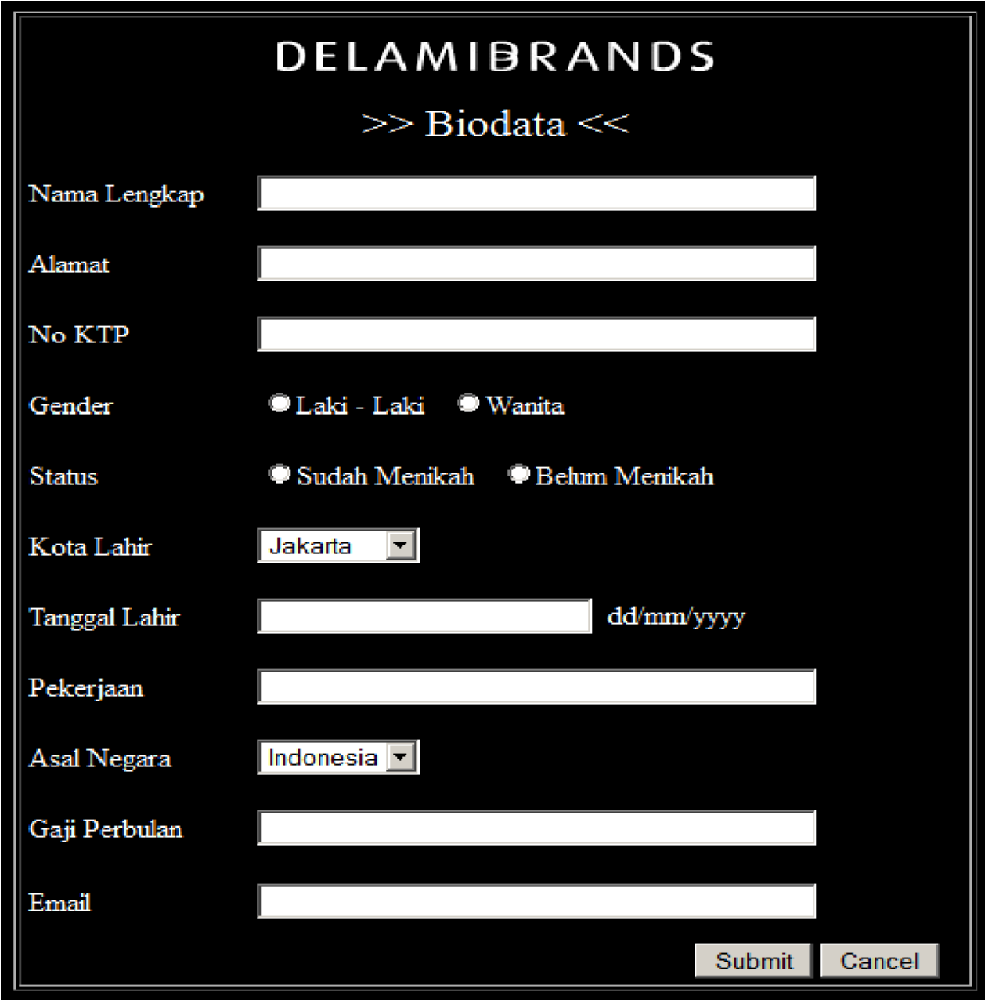 DELAMIBRANDS
>> Biodata <<
Nama Lengkap
Alamat
No KTP
Gender Laki - Laki Wanita
Status Sudah Menikah Belum Menikah
Kota Lahir Jakarta
Tanggal Lahir dd/mm/yyyy
Pekerjaan
Asal Negara Indonesia
Gaji Perbulan
Email
Submit Cancel